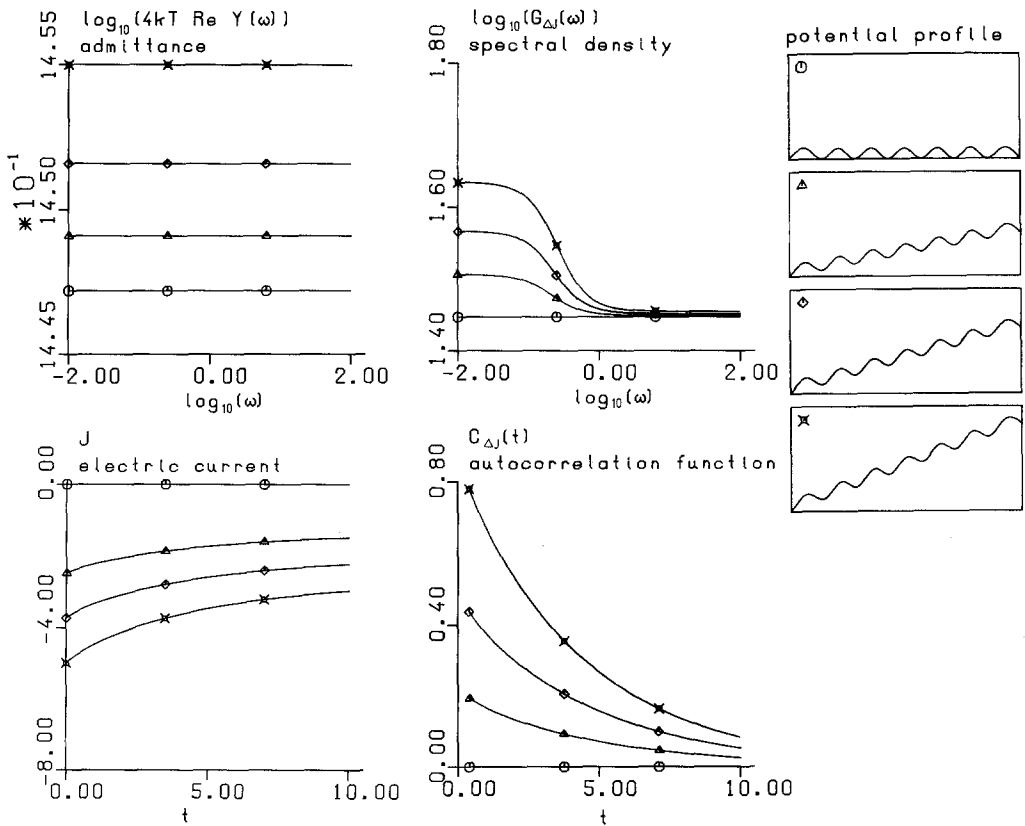 log₁₀(4kT Re Y(ω))
admittance
14.55
14.50
14.45
*10⁻¹
-2.00
0.00
2.00
log₁₀(ω)
log₁₀(G_ΔJ(ω))
spectral density
1.80
1.60
1.40
-2.00
0.00
2.00
log₁₀(ω)
potential profile
J
electric current
0.00
-4.00
-8.00
0.00
5.00
10.00
t
C_ΔJ(t)
autocorrelation function
0.80
0.40
0.00
0.00
5.00
10.00
t